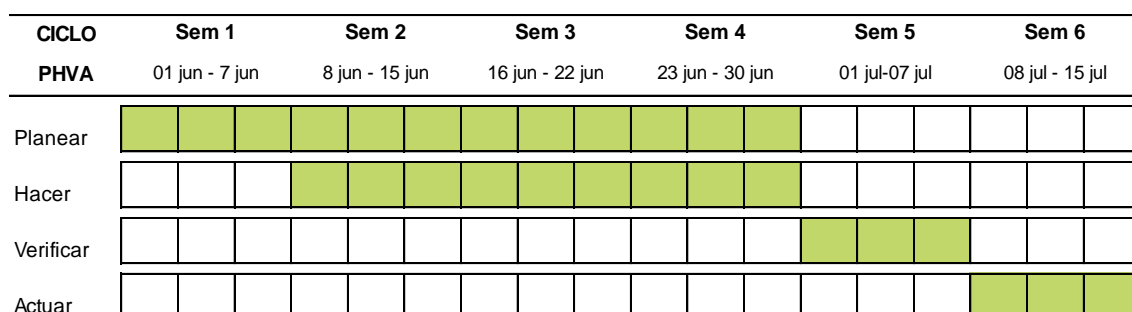 CICLO Sem 1 Sem 2 Sem 3 Sem 4 Sem 5 Sem 6
PHVA 01 jun - 7 jun 8 jun - 15 jun 16 jun - 22 jun 23 jun - 30 jun 01 jul-07 jul 08 jul - 15 jul
Planear
Hacer
Verificar
Actuar